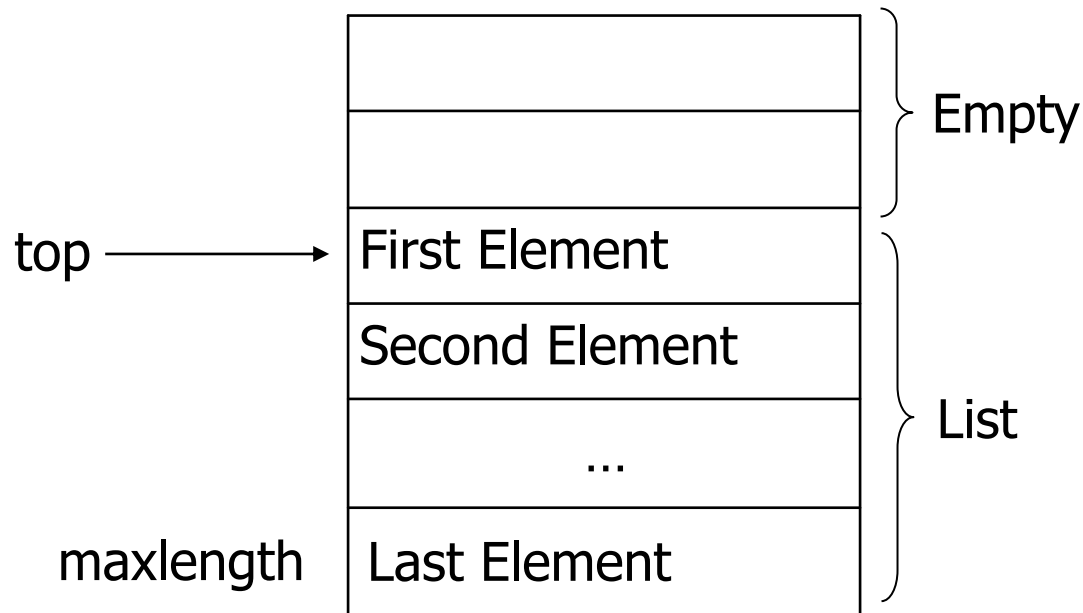 Empty
top
First Element
Second Element
List
...
maxlength
Last Element